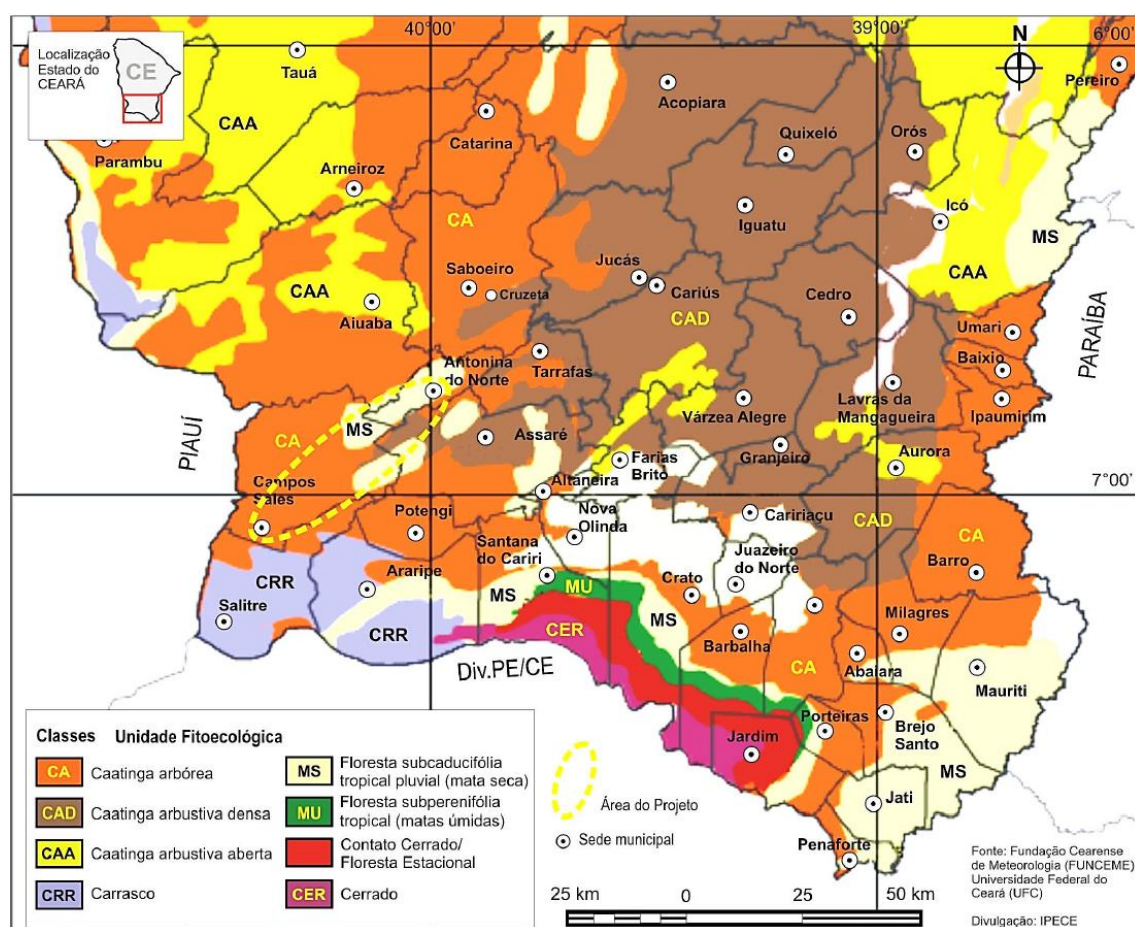 40°00'
39°00'
6°00'
Localização
Estado do
CEARÁ
CE
N
Tauá
Pereiro
Acopiara
CAA
Parambu
Catarina
Quixeló
Orós
Arneiroz
CA
Iguatu
Icó
MS
CAA
Jucás
Saboeiro
Cruzeta
Cariús
Cedro
CAA
Aiuaba
CAD
Umari
Baixio
PARAÍBA
Antonina
do Norte
Tarrafas
Várzea Alegre
Lavras da
Mangagueira
Ipaumirim
PIAUÍ
CA
MS
Assaré
Granjeiro
Aurora
Farias
Brito
Campos
Sales
Altaneira
7°00'
Potengi
Nova
Olinda
Caririaçu
CAD
CA
Santana
do Cariri
Juazeiro
do Norte
Barro
Araripe
CRR
MS
MU
Crato
Milagres
Salitre
CRR
CER
MS
Barbalha
CA
Abaiara
Mauriti
Div.PE/CE
Porteiras
Brejo
Santo
Jardim
MS
Jati
Penaforte
Classes Unidade Fitoecológica
CA Caatinga arbórea
CAD Caatinga arbustiva densa
CAA Caatinga arbustiva aberta
CRR Carrasco
MS Floresta subcaducifólia
tropical pluvial (mata seca)
MU Floresta subperenifólia
tropical (matas úmidas)
Contato Cerrado/
Floresta Estacional
CER Cerrado
Área do Projeto
Sede municipal
25 km 0 25 50 km
Fonte: Fundação Cearense
de Meteorologia (FUNCEME)
Universidade Federal do
Ceará (UFC)
Divulgação: IPECE